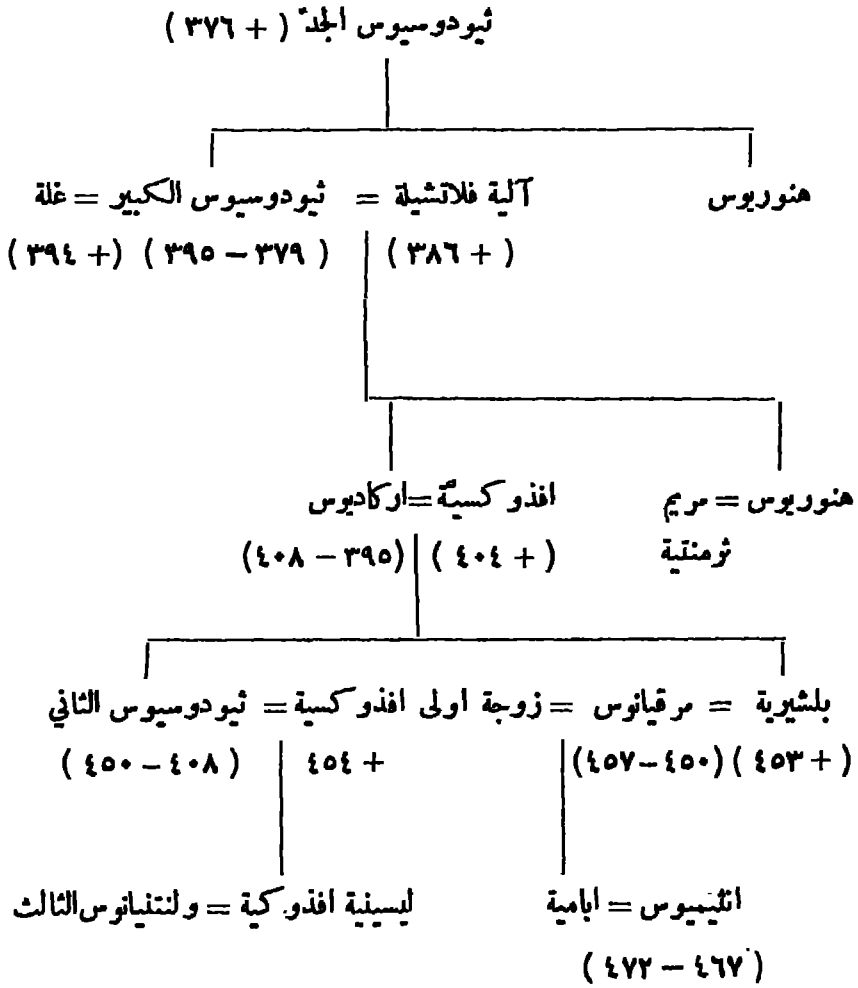 ثيودوسيوس الجدّ ( + ٣٧٦ )
هنوريوس آلية فلاتشيلة = ثيودوسيوس الكبير = غلة
( + ٣٨٦ ) ( ٣٧٩ – ٣٩٥ ) (+ ٣٩٤ )
هنوريوس = مريم افذوكسيّة = اركاديوس
ثرمنتية ( + ٤٠٤ ) (٣٩٥ – ٤٠٨)
بلشيرية = مرقيانوس = زوجة اولى افذوكسية = ثيودوسيوس الثاني
( + ٤٥٣ ) (٤٥٠–٤٥٧) + ٤٥٤ ( ٤٠٨ – ٤٥٠ )
انثيميوس = ابامية ليسينية افذوكية = ولنتنيانوس الثالث
( ٤٦٧ – ٤٧٢ )